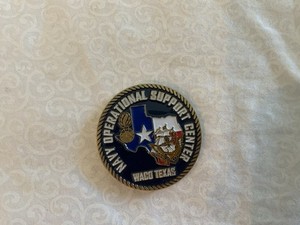 NAVY OPERATIONAL SUPPORT CENTER
WACO TEXAS